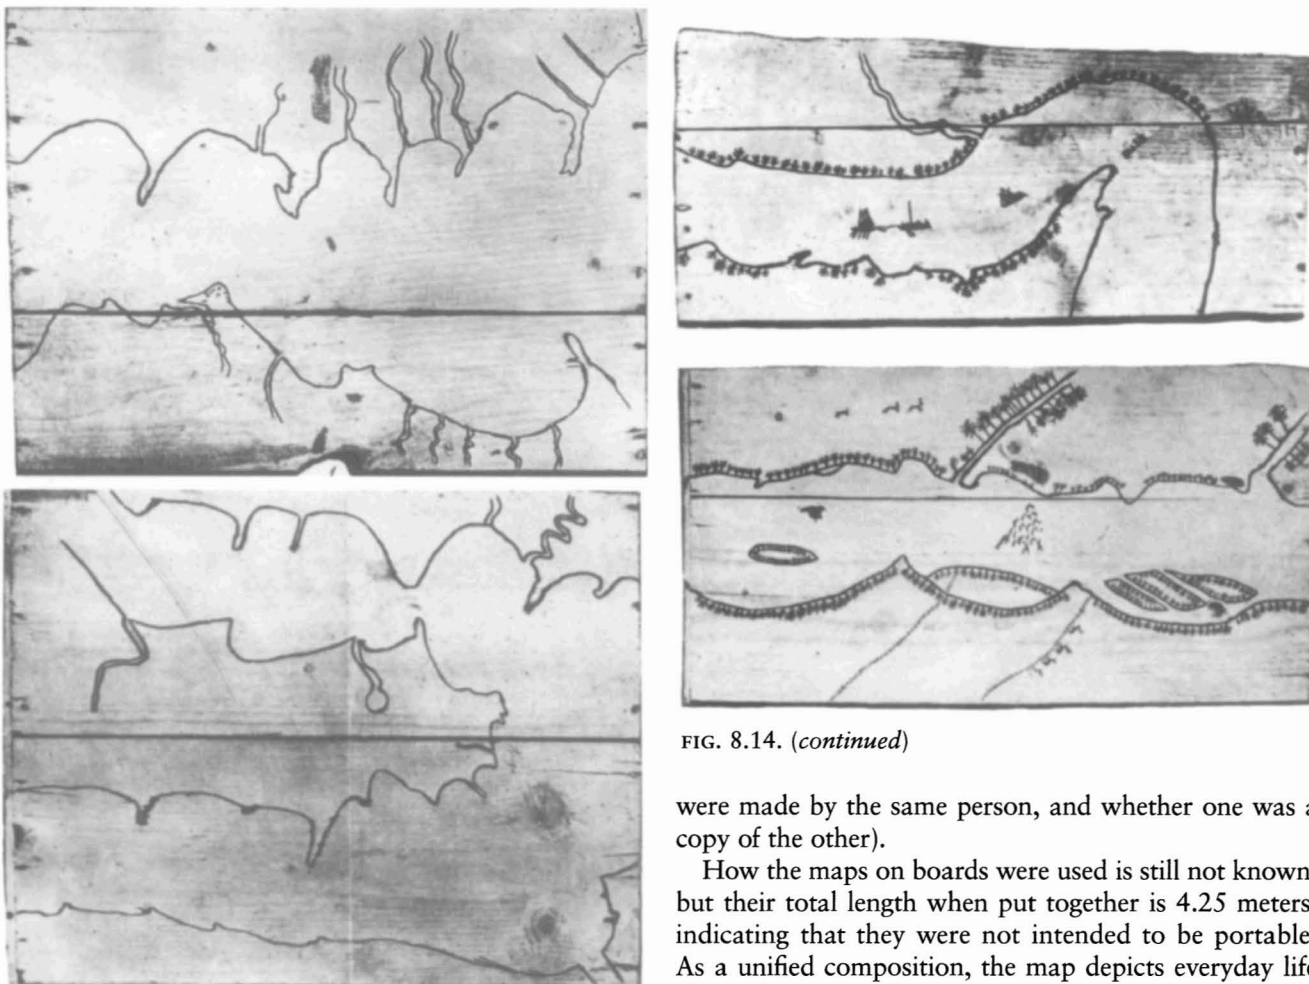 FIG. 8.14. (continued)
were made by the same person, and whether one was a
copy of the other).
How the maps on boards were used is still not known
but their total length when put together is 4.25 meters
indicating that they were not intended to be portable
As a unified composition, the map depicts everyday life